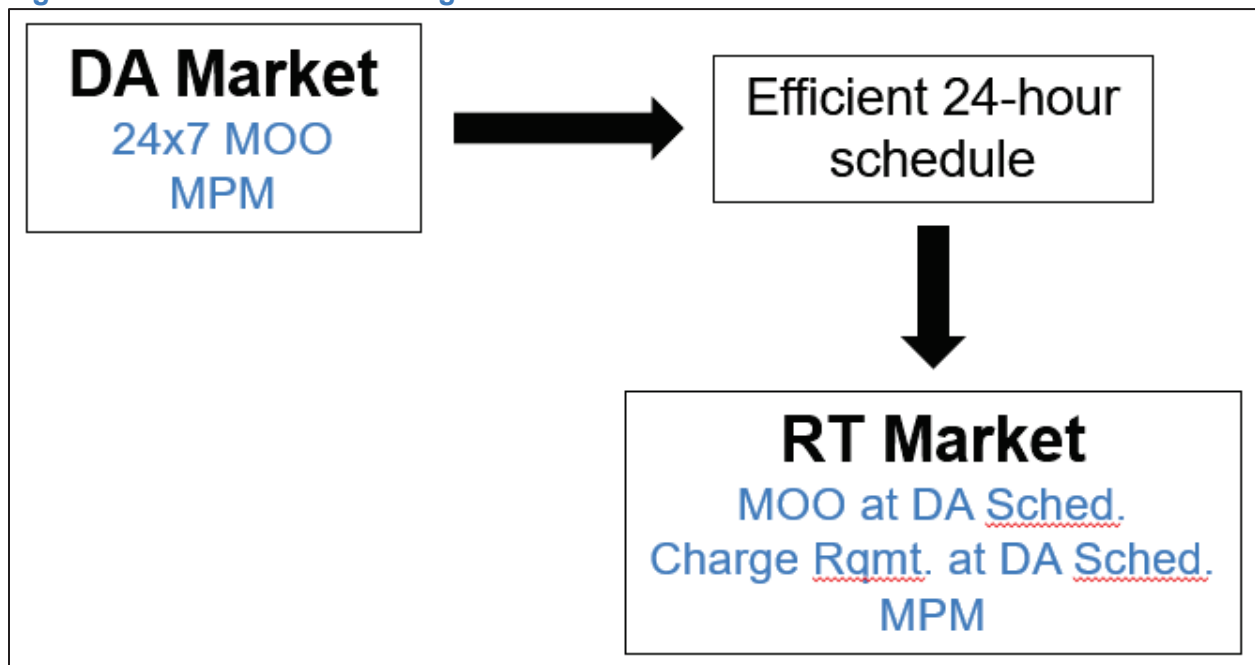 DA Market
24x7 MOO
MPM
Efficient 24-hour
schedule
RT Market
MOO at DA Sched.
Charge Rqmt. at DA Sched.
MPM